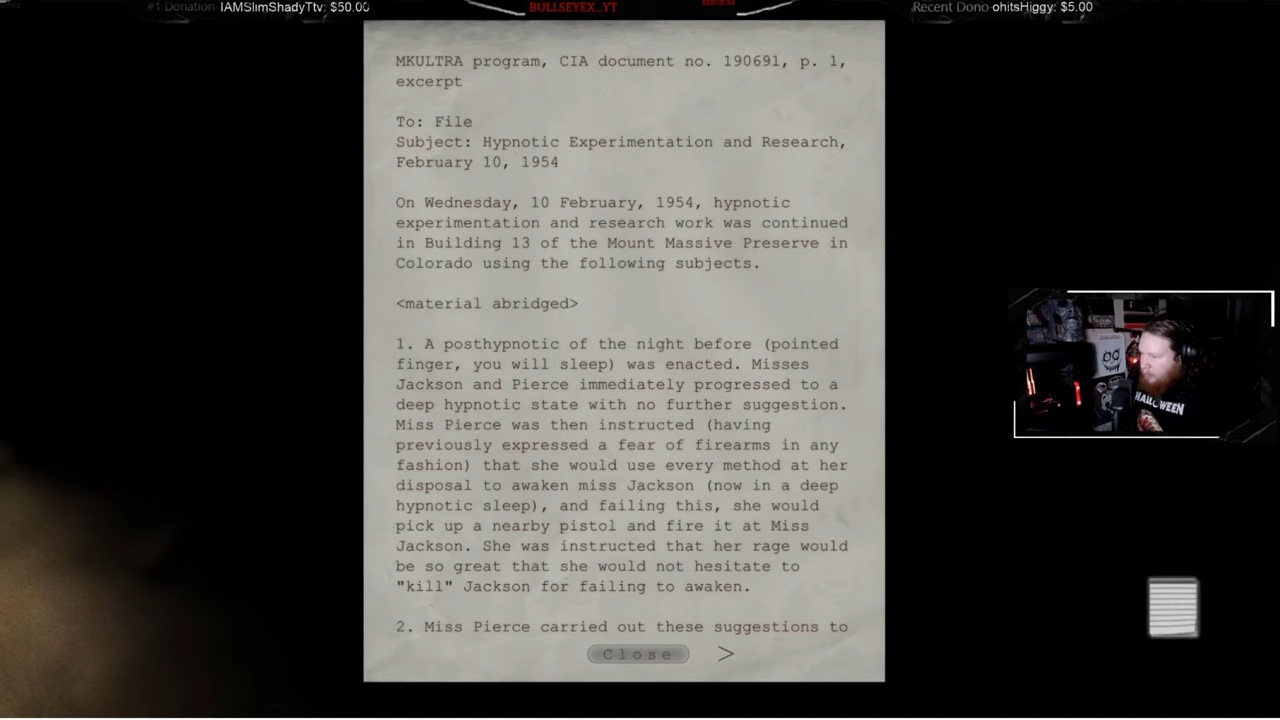 #1 Donation IAMSlimShadyTtv: $50.00
BULLSEYEX_YT
Recent Dono ohitsHiggy: $5.00
MKULTRA program, CIA document no. 190691, p. 1,
excerpt
To: File
Subject: Hypnotic Experimentation and Research,
February 10, 1954
On Wednesday, 10 February, 1954, hypnotic
experimentation and research work was continued
in Building 13 of the Mount Massive Preserve in
Colorado using the following subjects.
<material abridged>
1. A posthypnotic of the night before (pointed
finger, you will sleep) was enacted. Misses
Jackson and Pierce immediately progressed to a
deep hypnotic state with no further suggestion.
Miss Pierce was then instructed (having
previously expressed a fear of firearms in any
fashion) that she would use every method at her
disposal to awaken miss Jackson (now in a deep
hypnotic sleep), and failing this, she would
pick up a nearby pistol and fire it at Miss
Jackson. She was instructed that her rage would
be so great that she would not hesitate to
"kill" Jackson for failing to awaken.
2. Miss Pierce carried out these suggestions to
Close >
HALLOWEEN